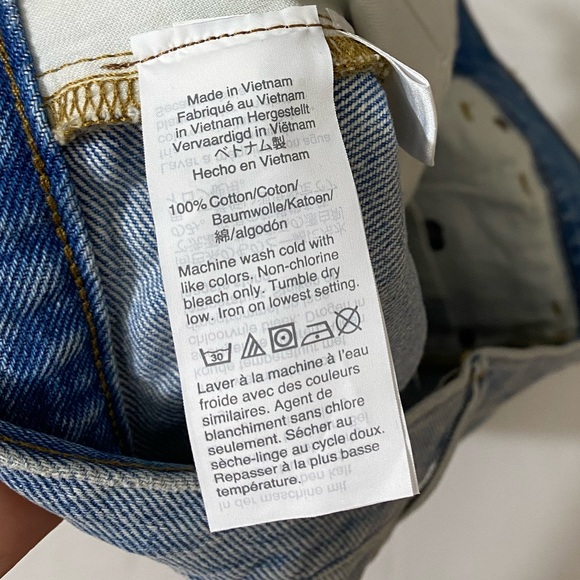 Made in Vietnam
Fabriqué au Vietnam
in Vietnam Hergestellt
Vervaardigd in Viëtnam
ベトナム製
Hecho en Vietnam
100% Cotton/Coton/
Baumwolle/Katoen/
綿/algodón
Machine wash cold with
like colors. Non-chlorine
bleach only. Tumble dry
low. Iron on lowest setting.
30
Laver à la machine à l'eau
froide avec des couleurs
similaires. Agent de
blanchiment sans chlore
seulement. Sécher au
sèche-linge au cycle doux.
Repasser à la plus basse
température.